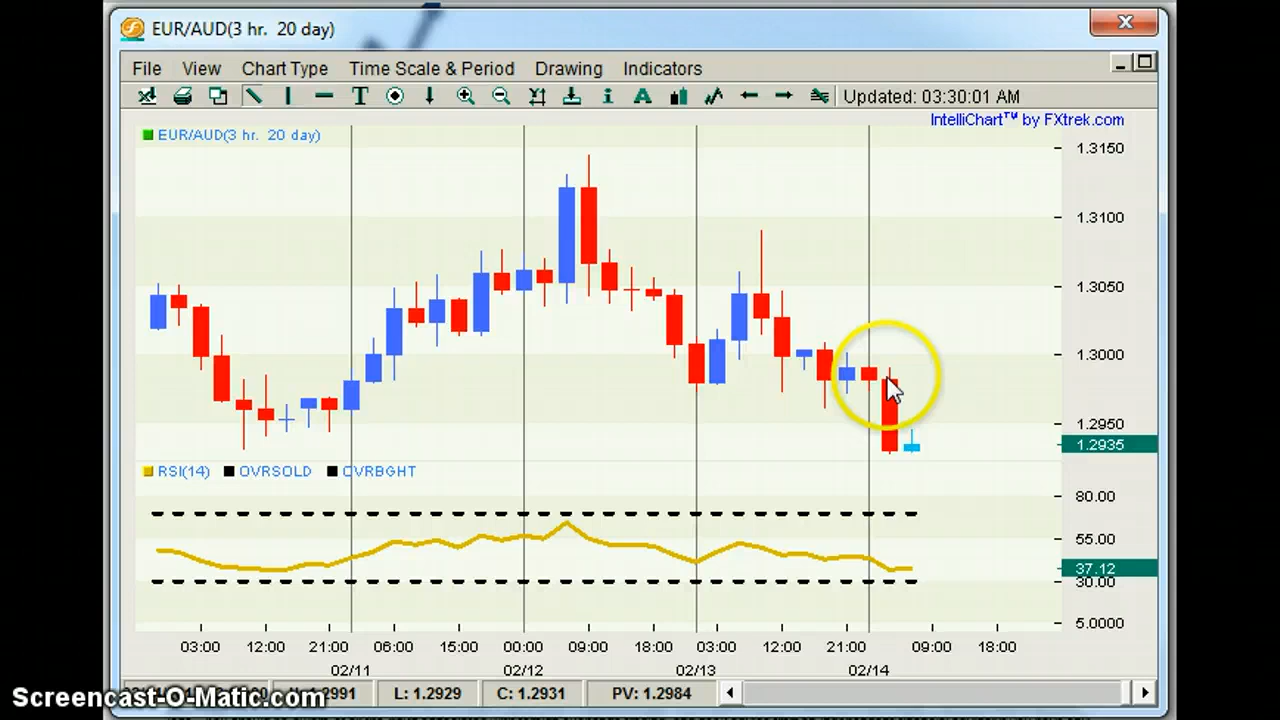 EUR/AUD(3 hr. 20 day)
X
File View Chart Type Time Scale & Period Drawing Indicators
T i A Updated: 03:30:01 AM
IntelliChart™ by FXtrek.com
EUR/AUD(3 hr. 20 day)
1.3150
1.3100
1.3050
1.3000
1.2950
1.2935
RSI(14) OVRSOLD OVRBGHT
80.00
55.00
37.12
30.00
5.0000
03:00 12:00 21:00 06:00 15:00 00:00 09:00 18:00 03:00 12:00 21:00 09:00 18:00
02/11 02/12 02/13 02/14
Screencast-O-Matic.com
2991 L: 1.2929 C: 1.2931 PV: 1.2984